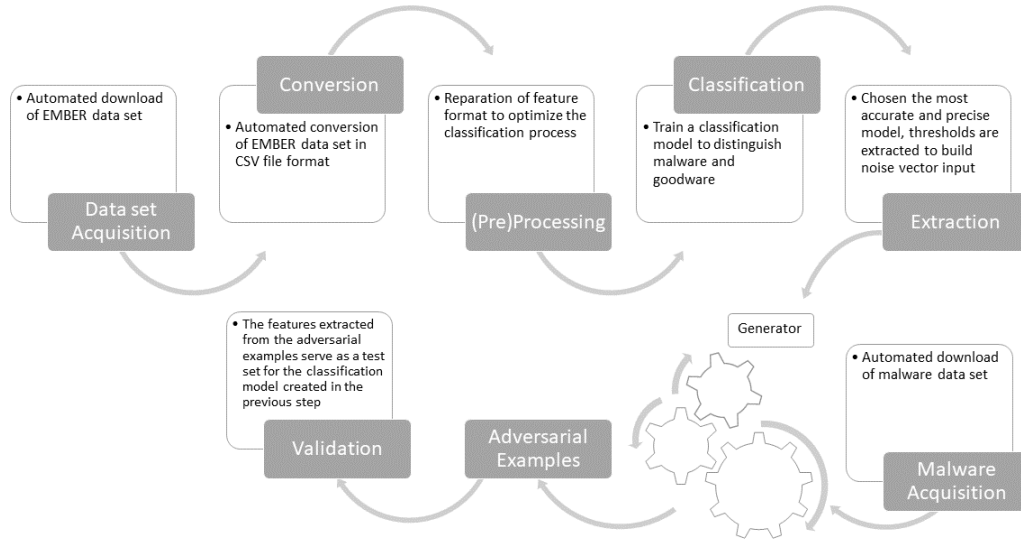 Conversion
Classification
• Automated download
of EMBER data set
• Automated conversion
of EMBER data set in
CSV file format
• Reparation of feature
format to optimize the
classification process
• Train a classification
model to distinguish
malware and
goodware
• Chosen the most
accurate and precise
model, thresholds are
extracted to build
noise vector input
Data set
Acquisition
(Pre)Processing
Extraction
Generator
• The features extracted
from the adversarial
examples serve as a test
set for the classification
model created in the
previous step
• Automated download
of malware data set
Validation
Adversarial
Examples
Malware
Acquisition